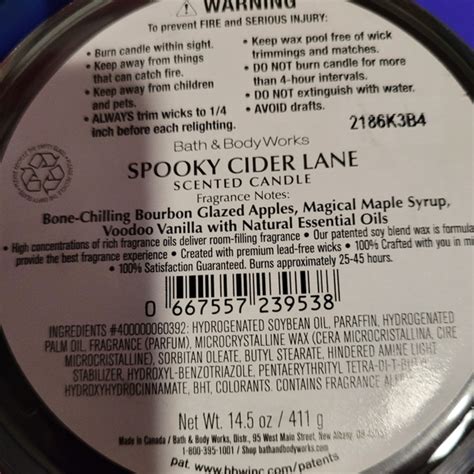 WARNING
To prevent FIRE and SERIOUS INJURY:
• Burn candle within sight.
• Keep away from things
that can catch fire.
• Keep away from children
and pets.
• ALWAYS trim wicks to 1/4
inch before each relighting.
• Keep wax pool free of wick
trimmings and matches.
• DO NOT burn candle for more
than 4-hour intervals.
• DO NOT extinguish with water.
• AVOID drafts.
2186K3B4
Bath & Body Works
SPOOKY CIDER LANE
SCENTED CANDLE
Fragrance Notes:
Bone-Chilling Bourbon Glazed Apples, Magical Maple Syrup,
Voodoo Vanilla with Natural Essential Oils
• High concentrations of rich fragrance oils deliver room-filling fragrance • Our patented soy blend wax is formula
provide the best fragrance experience • Created with premium lead-free wicks • 100% Crafted with you in mi
• 100% Satisfaction Guaranteed. Burns approximately 25-45 hours.
0 667557 239538
INGREDIENTS #40000060392: HYDROGENATED SOYBEAN OIL, PARAFFIN, HYDROGENATED
PALM OIL, FRAGRANCE (PARFUM), MICROCRYSTALLINE WAX (CERA MICROCRISTALLINA, CIRE
MICROCRISTALLINE), SORBITAN OLEATE, BUTYL STEARATE, HINDERED AMINE LIGHT
STABILIZER, HYDROXYL-BENZOTRIAZOLE, PENTAERYTHRITYL TETRA-DI-T-BUTYL
HYDROXYHYDROCINNAMATE, BHT, COLORANTS. CONTAINS FRAGRANCE
Net Wt. 14.5 oz / 411 g
Made in Canada / Bath & Body Works, Distr., 95 West Main Street, New Albany, OH
1-800-395-1001 / Shop bathandbodyworks.com
pat. www.bbwinc.com/patents